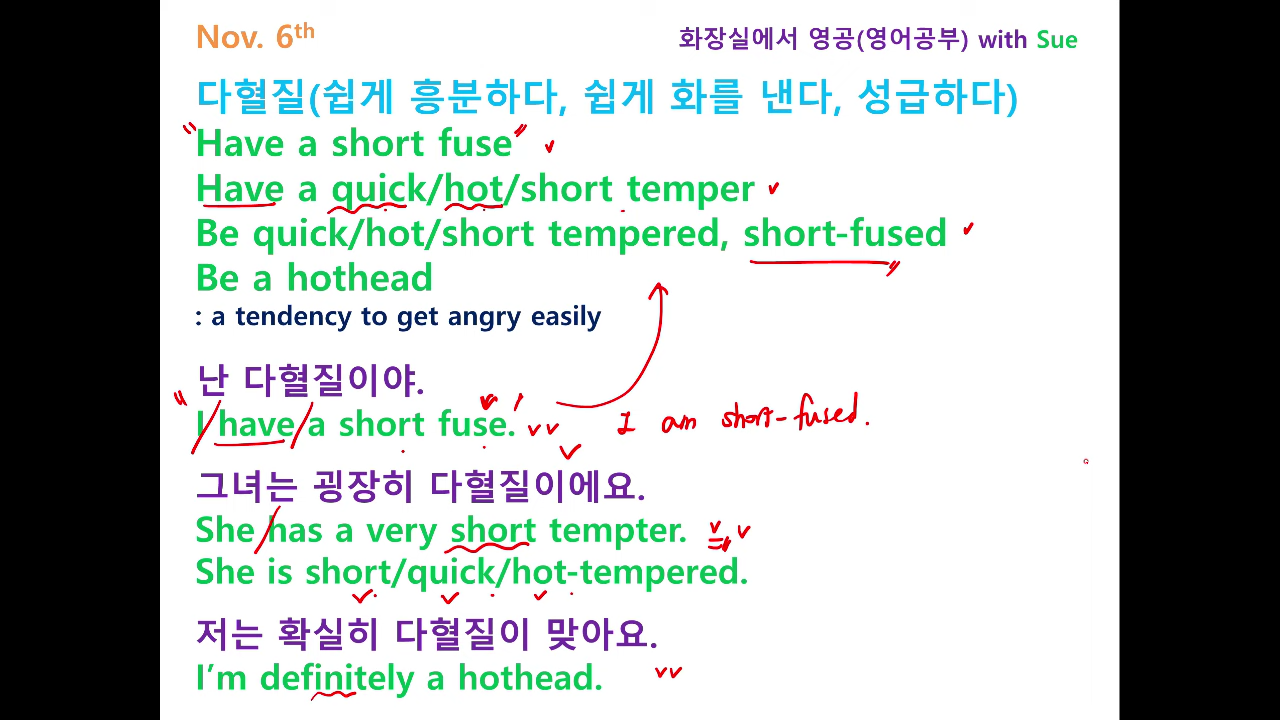 Nov. 6th
화장실에서 영공(영어공부) with Sue
다혈질(쉽게 흥분하다, 쉽게 화를 낸다, 성급하다)
"Have a short fuse"
Have a quick/hot/short temper
Be quick/hot/short tempered, short-fused
Be a hothead
: a tendency to get angry easily
난 다혈질이야.
I have a short fuse. I am short-fused.
그녀는 굉장히 다혈질이에요.
She has a very short tempter.
She is short/quick/hot-tempered.
저는 확실히 다혈질이 맞아요.
I'm definitely a hothead.